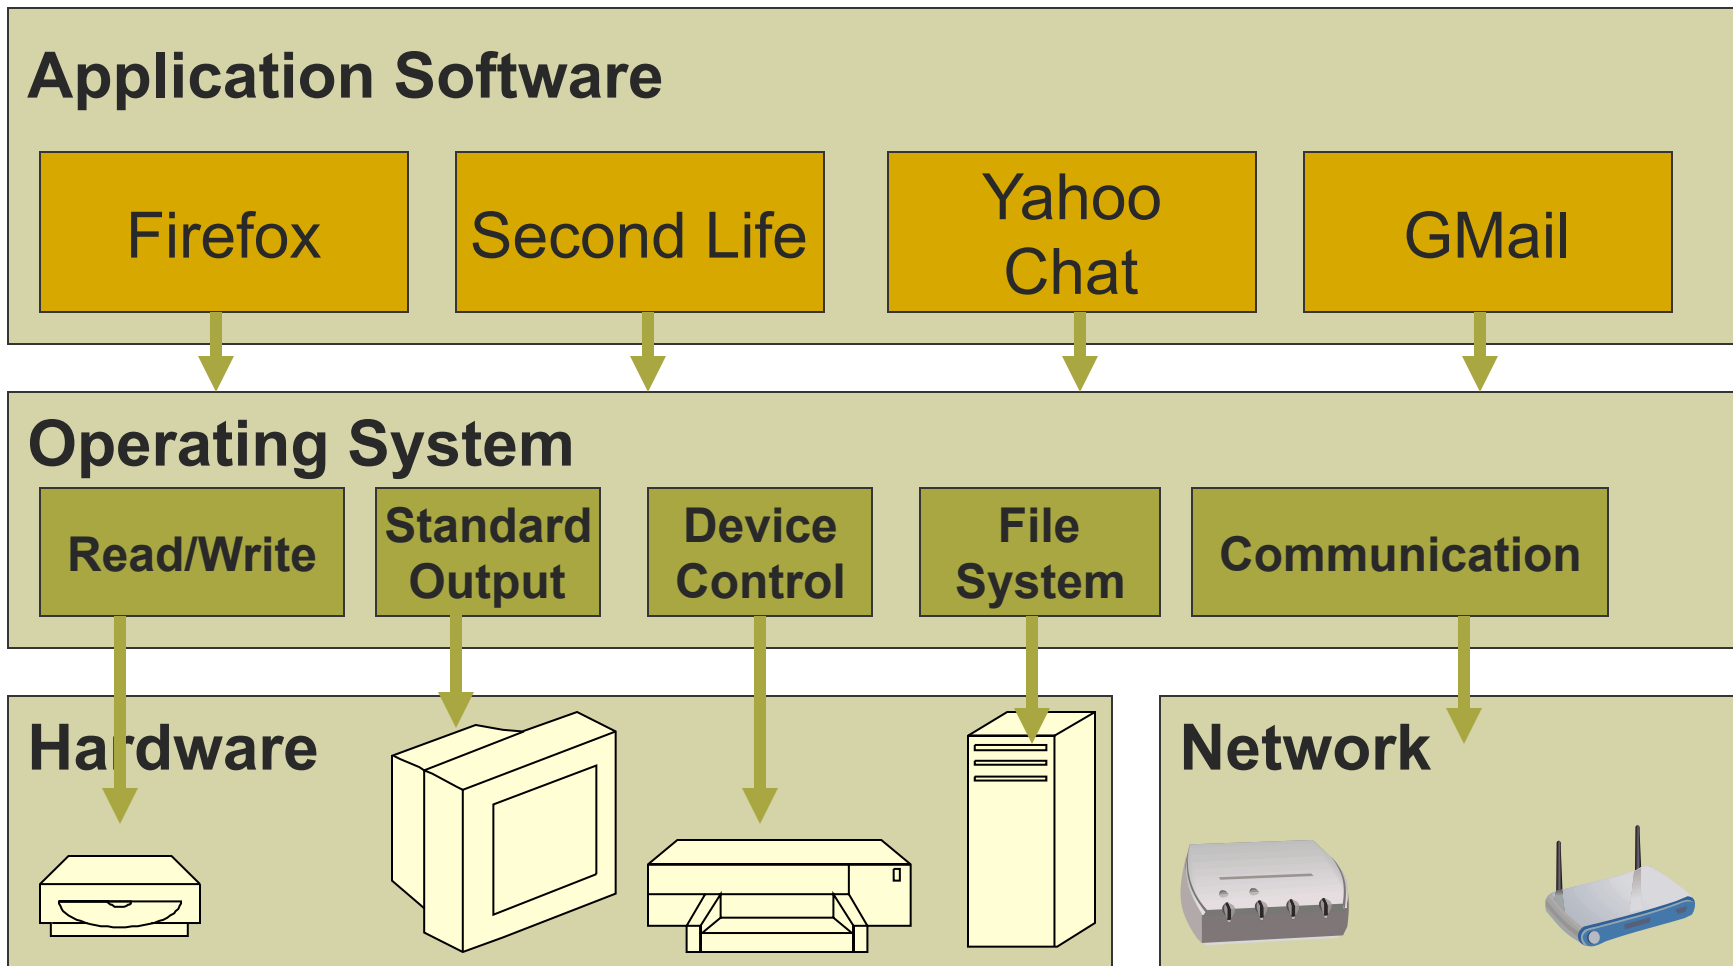 Application Software
Firefox
Second Life
Yahoo
Chat
GMail
Operating System
Read/Write
Standard
Output
Device
Control
File
System
Communication
Hardware
Network